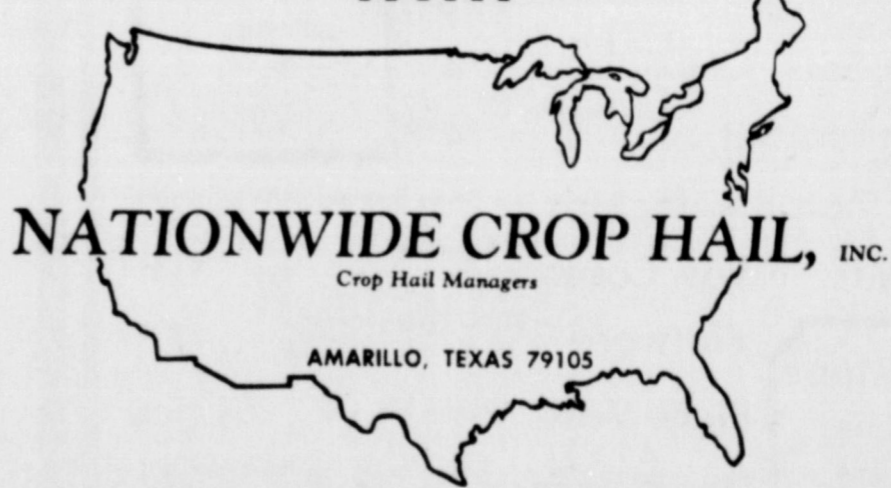 NATIONWIDE CROP HAIL, INC.
Crop Hail Managers
AMARILLO, TEXAS 79105